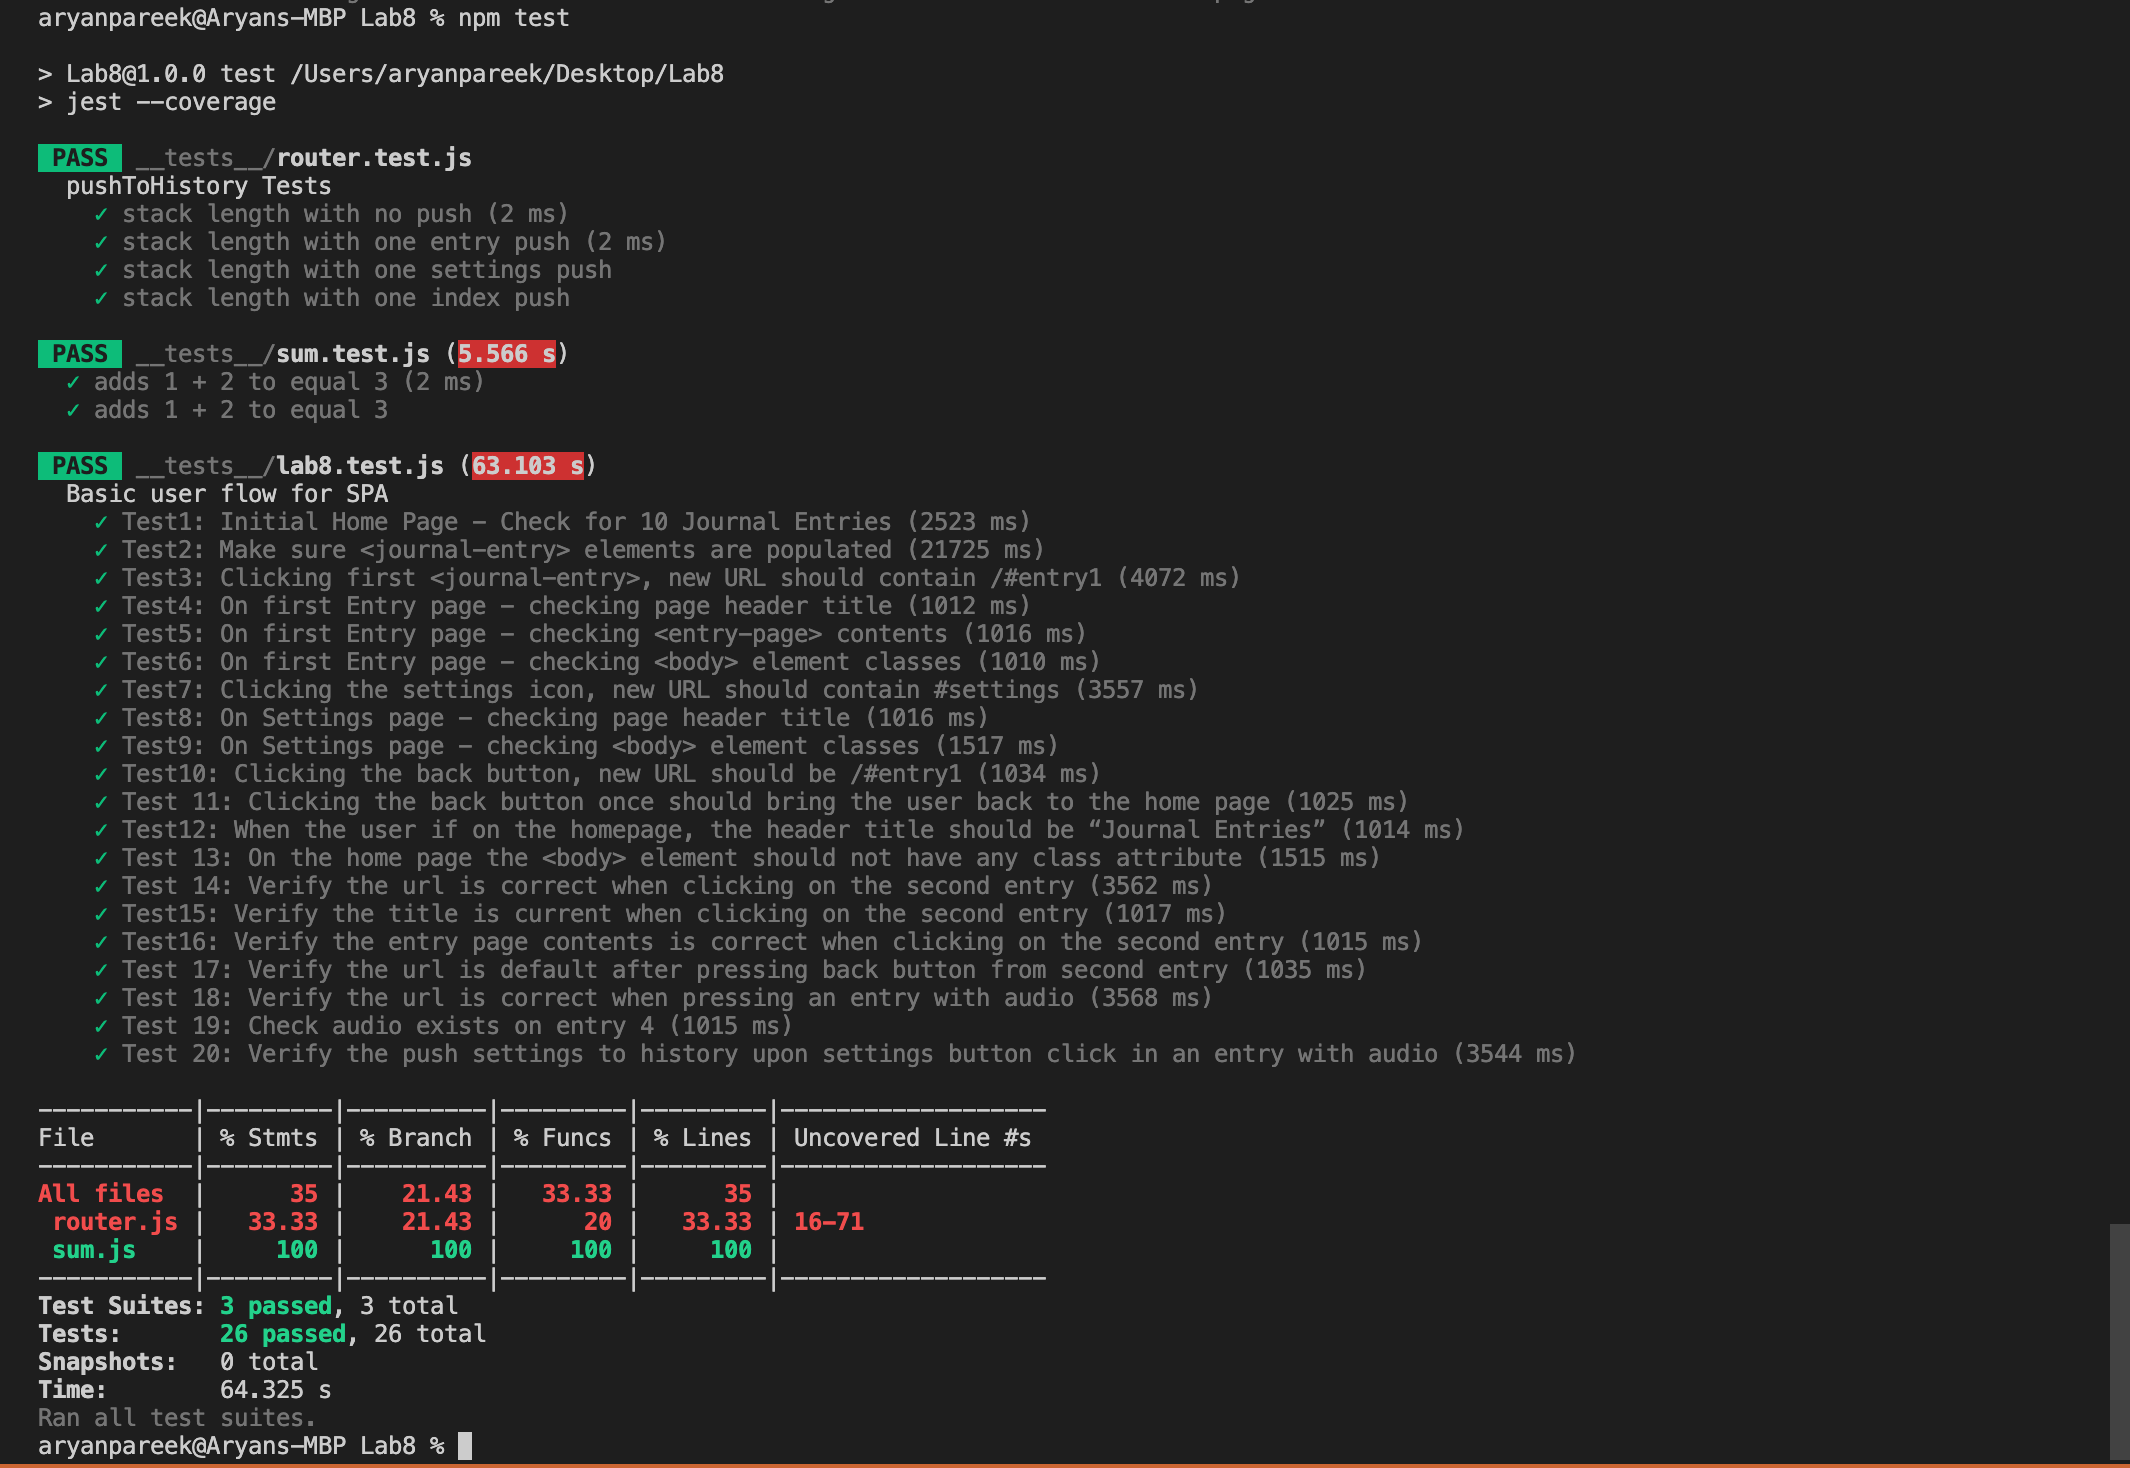 aryanpareek@Aryans-MBP Lab8 % npm test
> Lab8@1.0.0 test /Users/aryanpareek/Desktop/Lab8
> jest --coverage
PASS __tests__/router.test.js
pushToHistory Tests
✓ stack length with no push (2 ms)
✓ stack length with one entry push (2 ms)
✓ stack length with one settings push
✓ stack length with one index push
PASS __tests__/sum.test.js (5.566 s)
✓ adds 1 + 2 to equal 3 (2 ms)
✓ adds 1 + 2 to equal 3
PASS __tests__/lab8.test.js (63.103 s)
Basic user flow for SPA
✓ Test1: Initial Home Page - Check for 10 Journal Entries (2523 ms)
✓ Test2: Make sure <journal-entry> elements are populated (21725 ms)
✓ Test3: Clicking first <journal-entry>, new URL should contain /#entry1 (4072 ms)
✓ Test4: On first Entry page - checking page header title (1012 ms)
✓ Test5: On first Entry page - checking <entry-page> contents (1016 ms)
✓ Test6: On first Entry page - checking <body> element classes (1010 ms)
✓ Test7: Clicking the settings icon, new URL should contain #settings (3557 ms)
✓ Test8: On Settings page - checking page header title (1016 ms)
✓ Test9: On Settings page - checking <body> element classes (1517 ms)
✓ Test10: Clicking the back button, new URL should be /#entry1 (1034 ms)
✓ Test 11: Clicking the back button once should bring the user back to the home page (1025 ms)
✓ Test12: When the user if on the homepage, the header title should be “Journal Entries” (1014 ms)
✓ Test 13: On the home page the <body> element should not have any class attribute (1515 ms)
✓ Test 14: Verify the url is correct when clicking on the second entry (3562 ms)
✓ Test15: Verify the title is current when clicking on the second entry (1017 ms)
✓ Test16: Verify the entry page contents is correct when clicking on the second entry (1015 ms)
✓ Test 17: Verify the url is default after pressing back button from second entry (1035 ms)
✓ Test 18: Verify the url is correct when pressing an entry with audio (3568 ms)
✓ Test 19: Check audio exists on entry 4 (1015 ms)
✓ Test 20: Verify the push settings to history upon settings button click in an entry with audio (3544 ms)
-----------|---------|----------|---------|---------|-------------------
File | % Stmts | % Branch | % Funcs | % Lines | Uncovered Line #s
-----------|---------|----------|---------|---------|-------------------
All files | 35 | 21.43 | 33.33 | 35 |
router.js | 33.33 | 21.43 | 20 | 33.33 | 16-71
sum.js | 100 | 100 | 100 | 100 |
-----------|---------|----------|---------|---------|-------------------
Test Suites: 3 passed, 3 total
Tests: 26 passed, 26 total
Snapshots: 0 total
Time: 64.325 s
Ran all test suites.
aryanpareek@Aryans-MBP Lab8 %